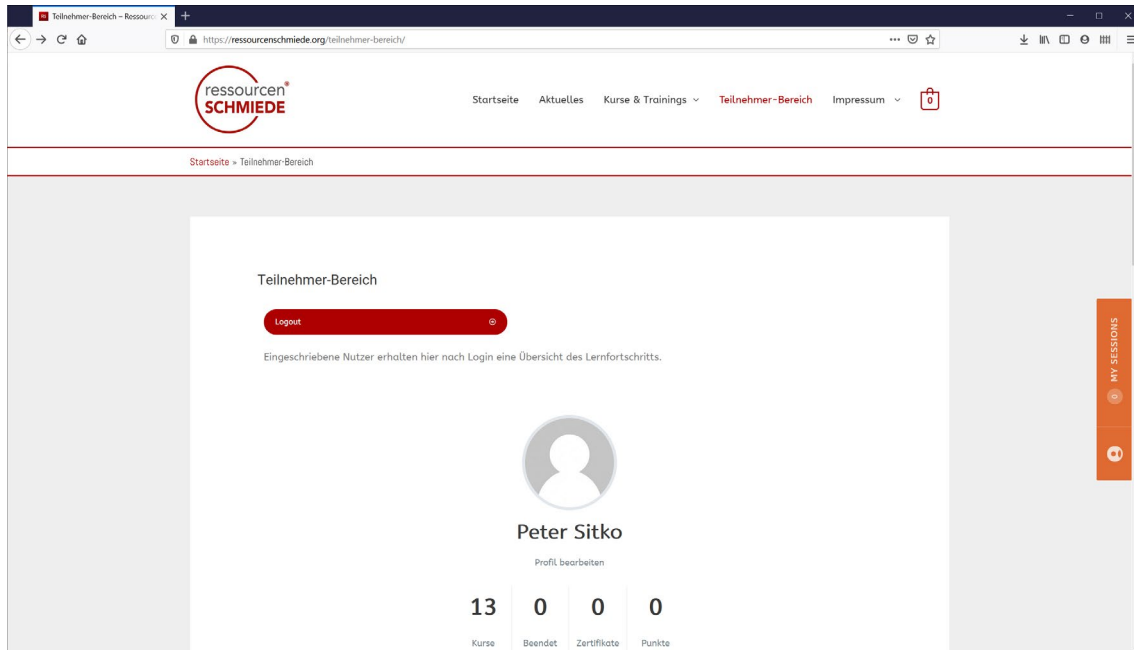 Teilnehmer-Bereich – Ressourc
https://ressourcenschmiede.org/teilnehmer-bereich/
ressourcen
SCHMIEDE
Startseite Aktuelles Kurse & Trainings Teilnehmer-Bereich Impressum 0
Startseite » Teilnehmer-Bereich
Teilnehmer-Bereich
Logout
Eingeschriebene Nutzer erhalten hier nach Login eine Übersicht des Lernfortschritts.
Peter Sitko
Profil bearbeiten
13 0 0 0
Kurse Beendet Zertifikate Punkte
0 MY SESSIONS